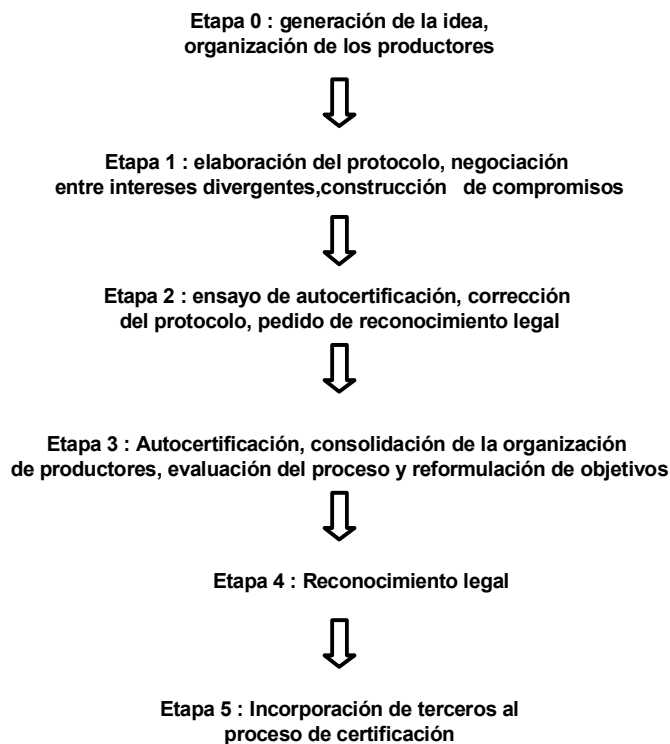 Etapa 0 : generación de la idea,
organización de los productores
Etapa 1 : elaboración del protocolo, negociación
entre intereses divergentes,construcción de compromisos
Etapa 2 : ensayo de autocertificación, corrección
del protocolo, pedido de reconocimiento legal
Etapa 3 : Autocertificación, consolidación de la organización
de productores, evaluación del proceso y reformulación de objetivos
Etapa 4 : Reconocimiento legal
Etapa 5 : Incorporación de terceros al
proceso de certificación